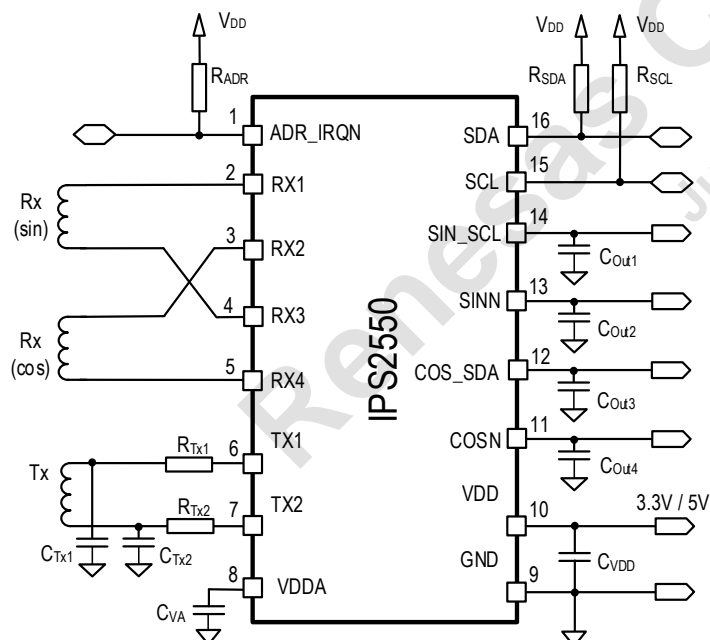 VDD
VDD
VDD
RADR
RSDA
RSCL
1
ADR_IRQN
SDA
16
2
RX1
SCL
15
Rx
(sin)
3
RX2
SIN_SCL
14
COut1
4
RX3
SINN
13
COut2
Rx
(cos)
5
RX4
COS_SDA
12
COut3
IPS2550
TX1
RTx1
6
COSN
11
COut4
Tx
TX2
RTx2
7
VDD
10
3.3V / 5V
CTx1
CTx2
CVDD
8
VDDA
GND
9
CVA
Renesas C